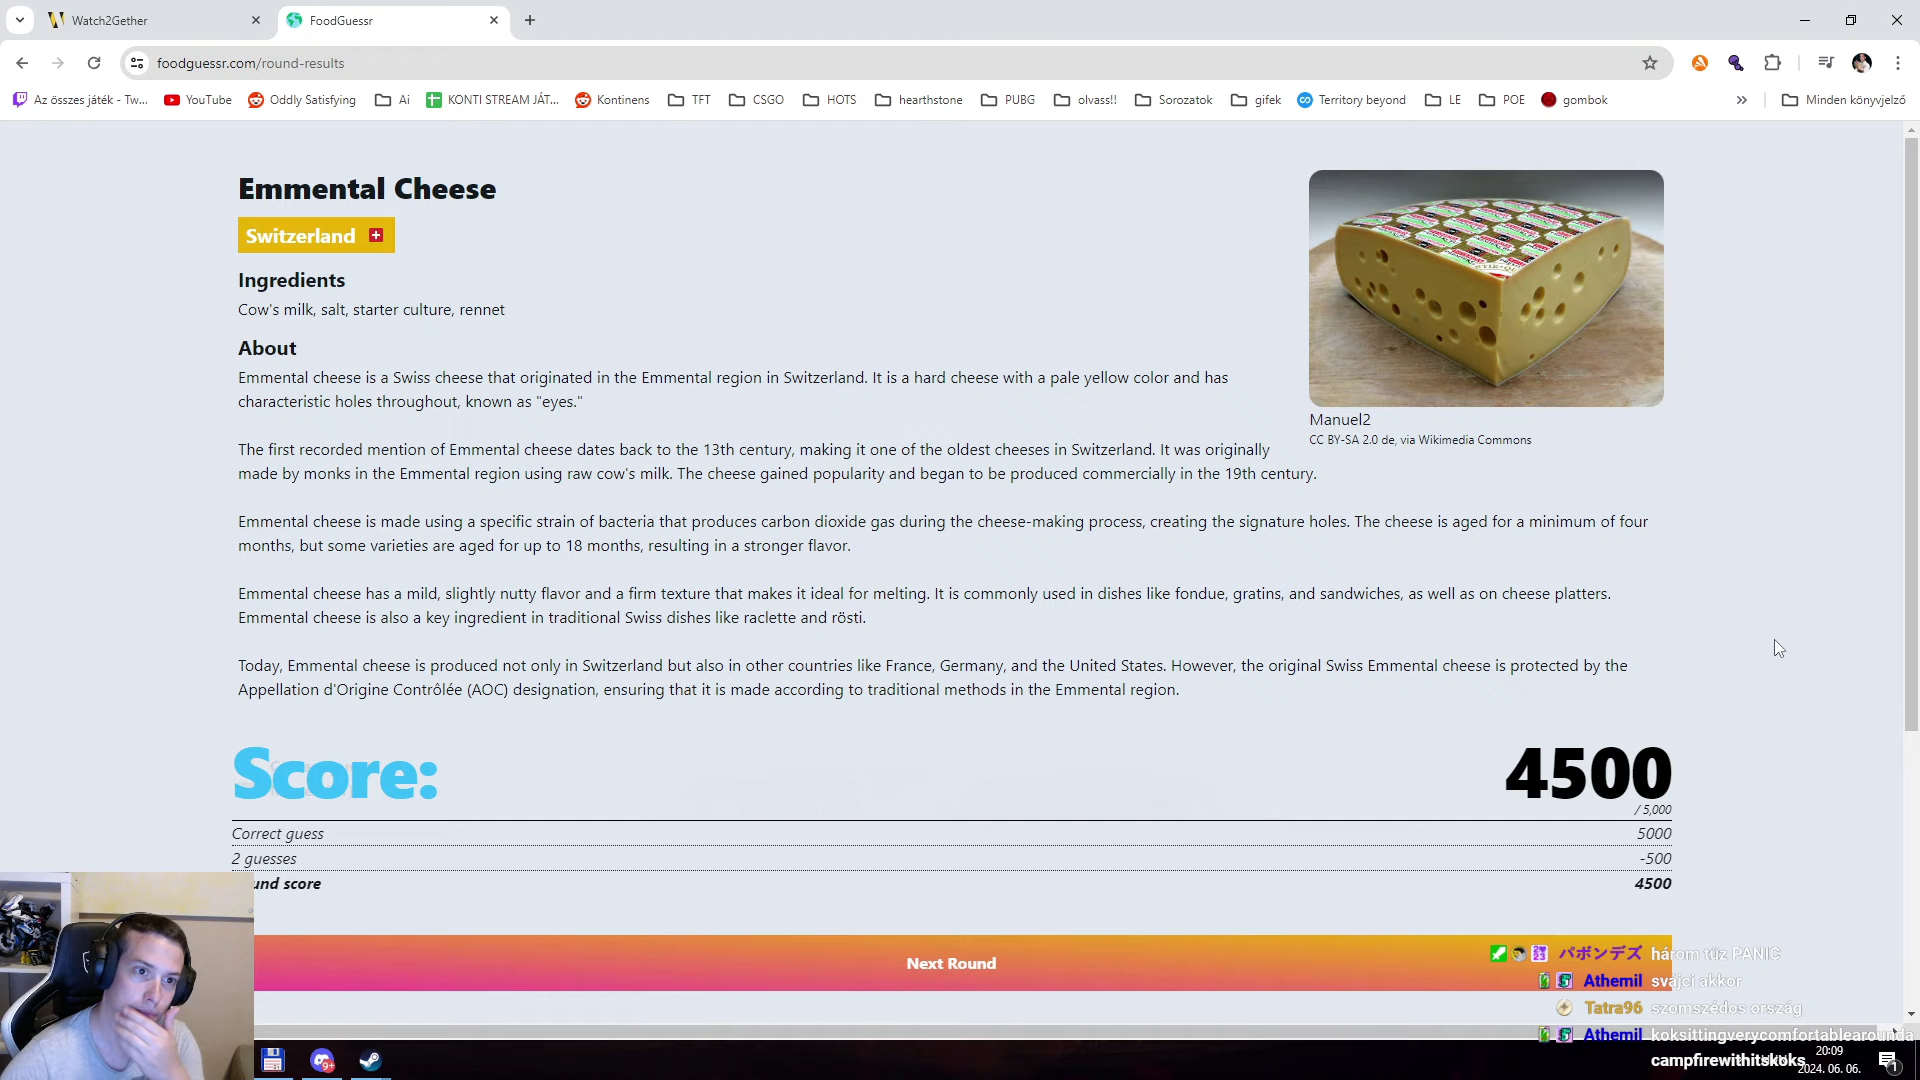 Watch2Gether
FoodGuessr
foodguessr.com/round-results
Az összes játék - Tw...
YouTube
Oddly Satisfying
Ai
KONTI STREAM JÁT...
Kontinens
TFT
CSGO
HOTS
hearthstone
PUBG
olvass!!
Sorozatok
gifek
Territory beyond
LE
POE
gombok
Minden könyvjelző
Emmental Cheese
Switzerland
Ingredients
Cow's milk, salt, starter culture, rennet
About
Emmental cheese is a Swiss cheese that originated in the Emmental region in Switzerland. It is a hard cheese with a pale yellow color and has
characteristic holes throughout, known as "eyes."
Manuel2
CC BY-SA 2.0 de, via Wikimedia Commons
The first recorded mention of Emmental cheese dates back to the 13th century, making it one of the oldest cheeses in Switzerland. It was originally
made by monks in the Emmental region using raw cow's milk. The cheese gained popularity and began to be produced commercially in the 19th century.
Emmental cheese is made using a specific strain of bacteria that produces carbon dioxide gas during the cheese-making process, creating the signature holes. The cheese is aged for a minimum of four
months, but some varieties are aged for up to 18 months, resulting in a stronger flavor.
Emmental cheese has a mild, slightly nutty flavor and a firm texture that makes it ideal for melting. It is commonly used in dishes like fondue, gratins, and sandwiches, as well as on cheese platters.
Emmental cheese is also a key ingredient in traditional Swiss dishes like raclette and rösti.
Today, Emmental cheese is produced not only in Switzerland but also in other countries like France, Germany, and the United States. However, the original Swiss Emmental cheese is protected by the
Appellation d'Origine Contrôlée (AOC) designation, ensuring that it is made according to traditional methods in the Emmental region.
Score: 4500
/ 5,000
Correct guess 5000
2 guesses -500
und score 4500
Next Round
パボンデズ három tűz PANIC
Athemil svájci akkor
Tatra96 szomszédos ország
Athemil koksittingverycomfortablearounda
campfirewithitskoks
20:09
2024. 06. 06.